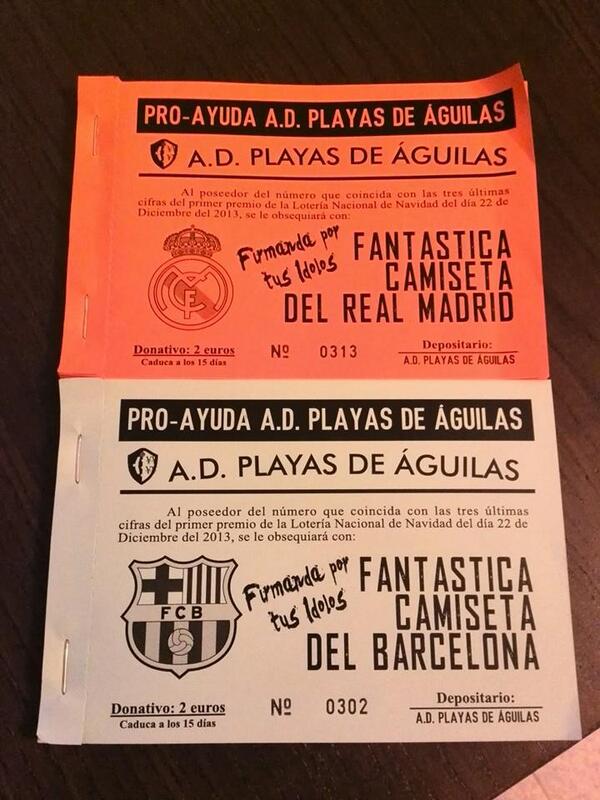 PRO-AYUDA A.D. PLAYAS DE ÁGUILAS
A.D. PLAYAS DE ÁGUILAS
Al poseedor del número que coincida con las tres últimas
cifras del primer premio de la Lotería Nacional de Navidad del día 22 de
Diciembre del 2013, se le obsequiará con:
Firmanda por
tus Idolos
FANTASTICA
CAMISETA
DEL REAL MADRID
Donativo: 2 euros
Caduca a los 15 días
Nº 0313
Depositario:
A.D. PLAYAS DE ÁGUILAS
PRO-AYUDA A.D. PLAYAS DE ÁGUILAS
A.D. PLAYAS DE ÁGUILAS
Al poseedor del número que coincida con las tres últimas
cifras del primer premio de la Lotería Nacional de Navidad del día 22 de
Diciembre del 2013, se le obsequiará con:
FCB
Firmanda por
tus Idolos
FANTASTICA
CAMISETA
DEL BARCELONA
Donativo: 2 euros
Caduca a los 15 días
Nº 0302
Depositario:
A.D. PLAYAS DE ÁGUILAS